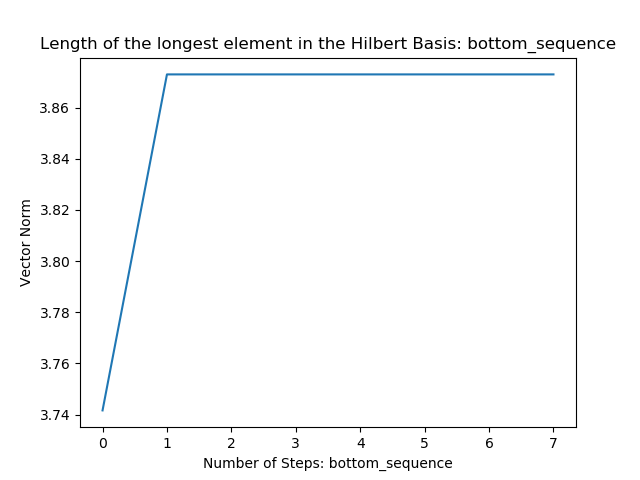 Length of the longest element in the Hilbert Basis: bottom_sequence
3.86
3.84
3.82
3.80
3.78
3.76
3.74
Vector Norm
0 1 2 3 4 5 6 7
Number of Steps: bottom_sequence